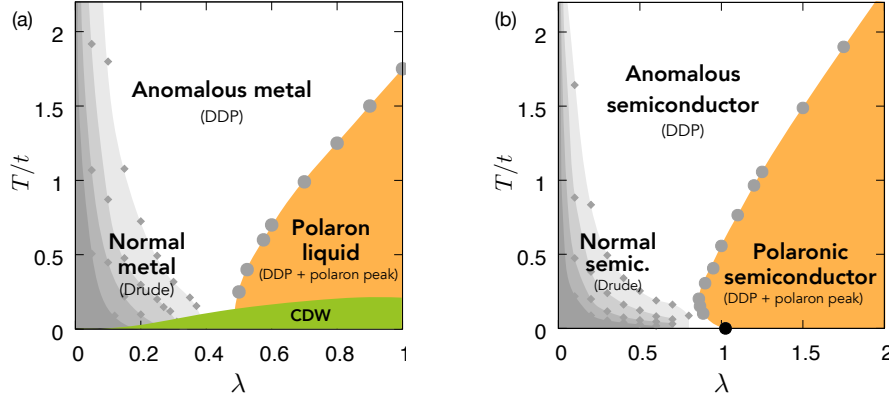 (a)
2
1.5
1
0.5
0
T/t
Anomalous metal
(DDP)
Normal
metal
(Drude)
Polaron
liquid
(DDP + polaron peak)
CDW
0 0.2 0.4 0.6 0.8 1
λ
(b)
2
1.5
1
0.5
0
T/t
Anomalous
semiconductor
(DDP)
Normal
semic.
(Drude)
Polaronic
semiconductor
(DDP + polaron peak)
0 0.5 1 1.5 2
λ